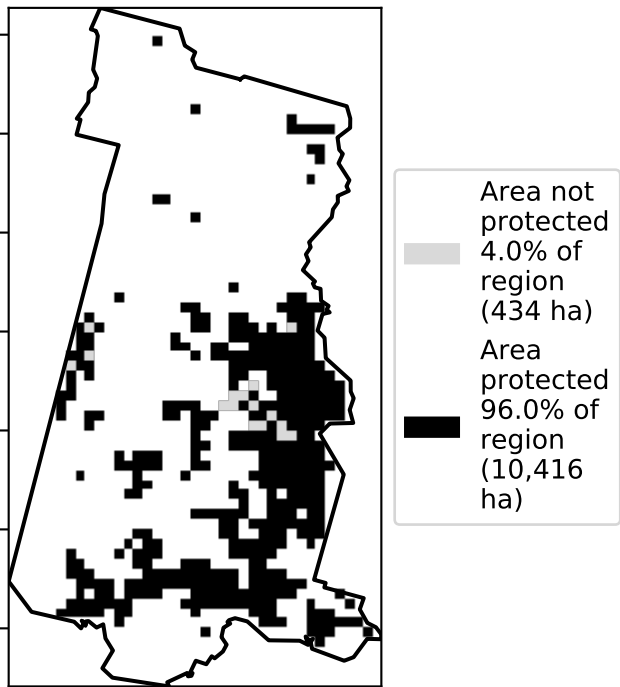 Area not
protected
4.0% of
region
(434 ha)
Area
protected
96.0% of
region
(10,416
ha)